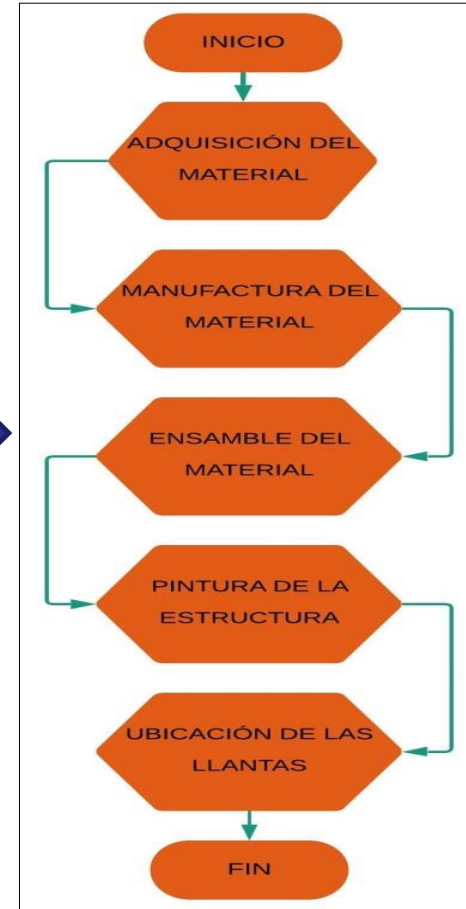 INICIO
ADQUISICIÓN DEL
MATERIAL
MANUFACTURA DEL
MATERIAL
ENSAMBLE DEL
MATERIAL
PINTURA DE LA
ESTRUCTURA
UBICACIÓN DE LAS
LLANTAS
FIN